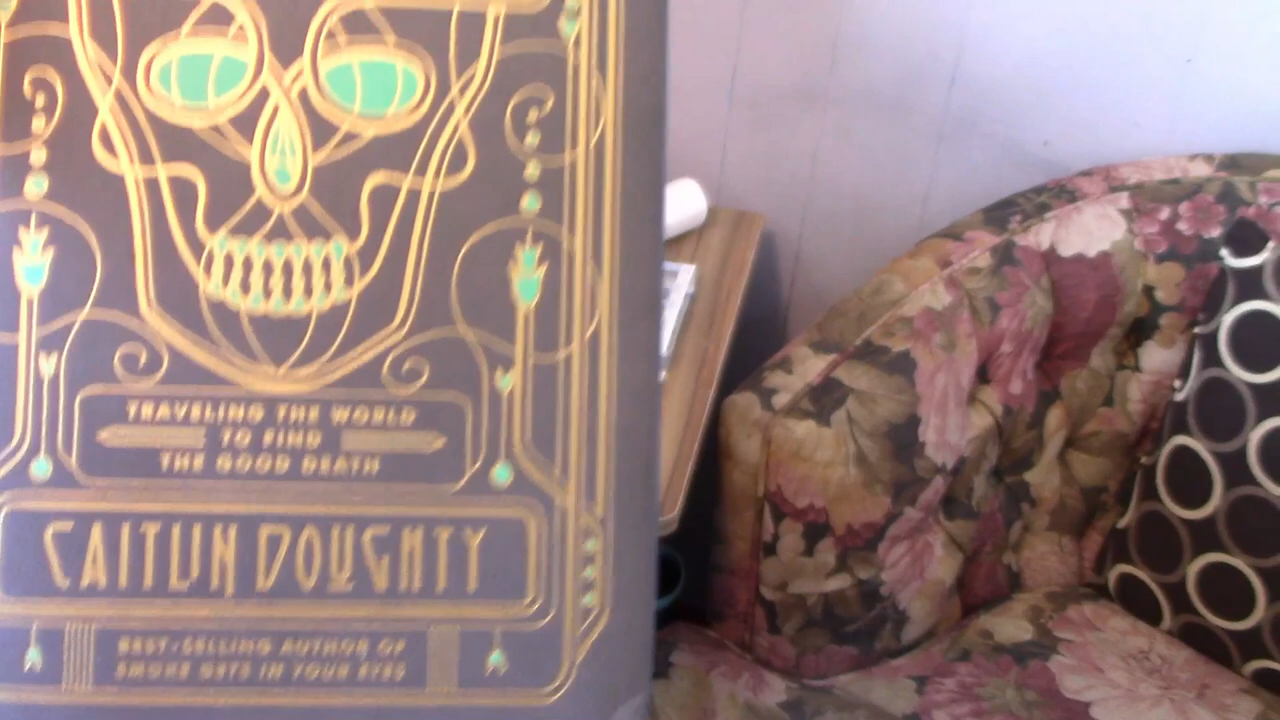 TRAVELING THE WORLD
TO FIND
THE GOOD DEATH
CAITLIN DOUGHTY
BEST-SELLING AUTHOR OF
SMOKE GETS IN YOUR EYES